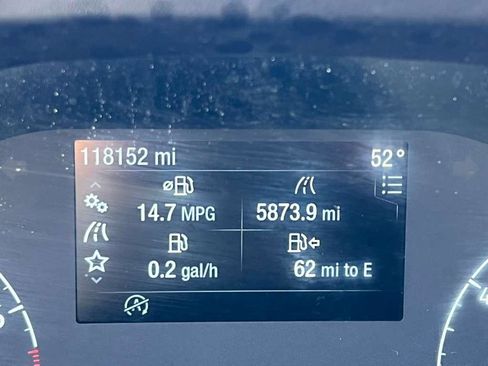 118152 mi 52°
14.7 MPG 5873.9 mi
0.2 gal/h 62 mi to E
A